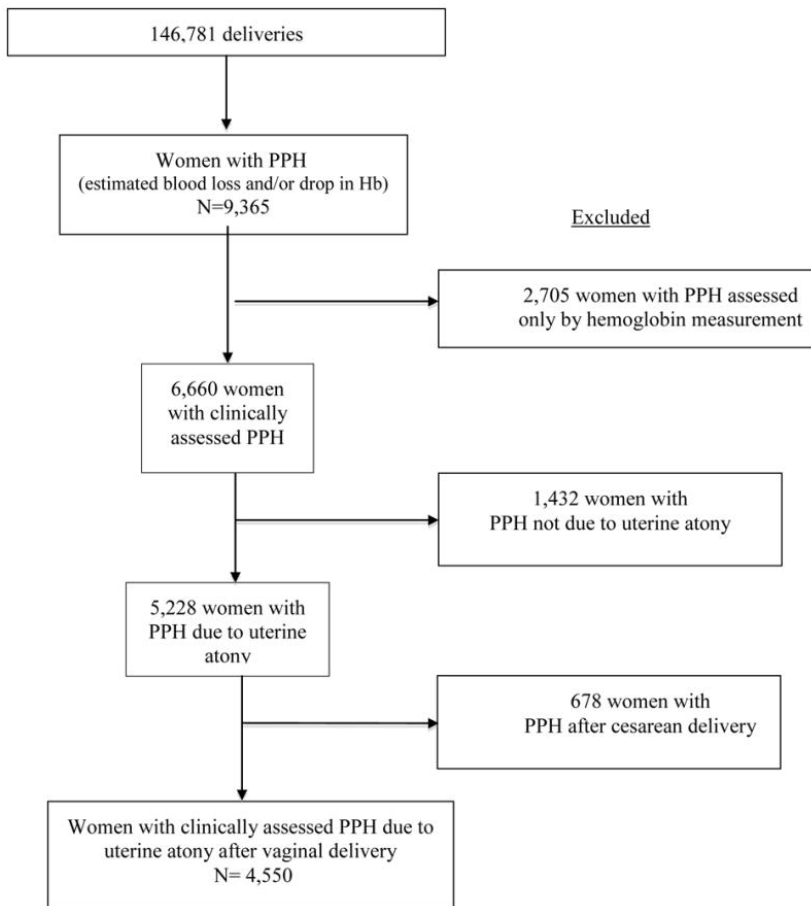 146,781 deliveries
Women with PPH
(estimated blood loss and/or drop in Hb)
N=9,365
Excluded
2,705 women with PPH assessed
only by hemoglobin measurement
6,660 women
with clinically
assessed PPH
1,432 women with
PPH not due to uterine atony
5,228 women with
PPH due to uterine
atony
678 women with
PPH after cesarean delivery
Women with clinically assessed PPH due to
uterine atony after vaginal delivery
N= 4,550